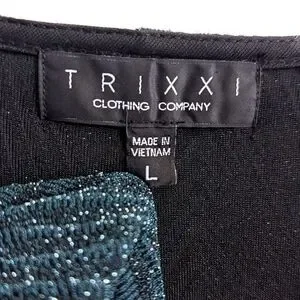 TRIXXI
CLOTHING COMPANY
MADE IN
VIETNAM
L